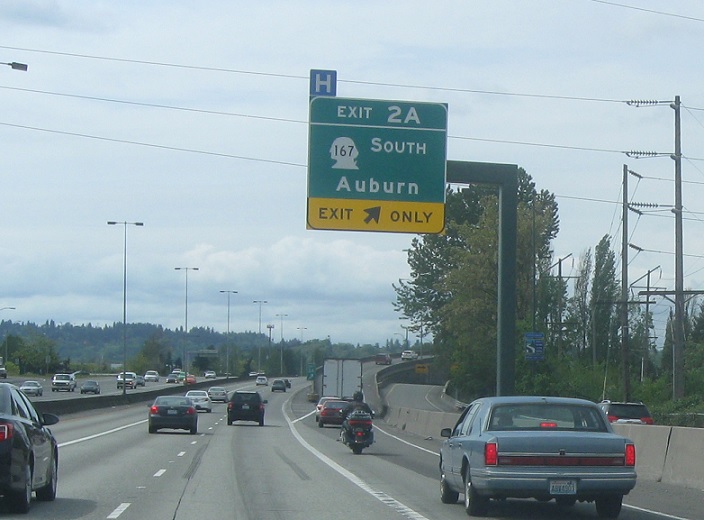 H
EXIT 2A
167 SOUTH
Auburn
EXIT ONLY